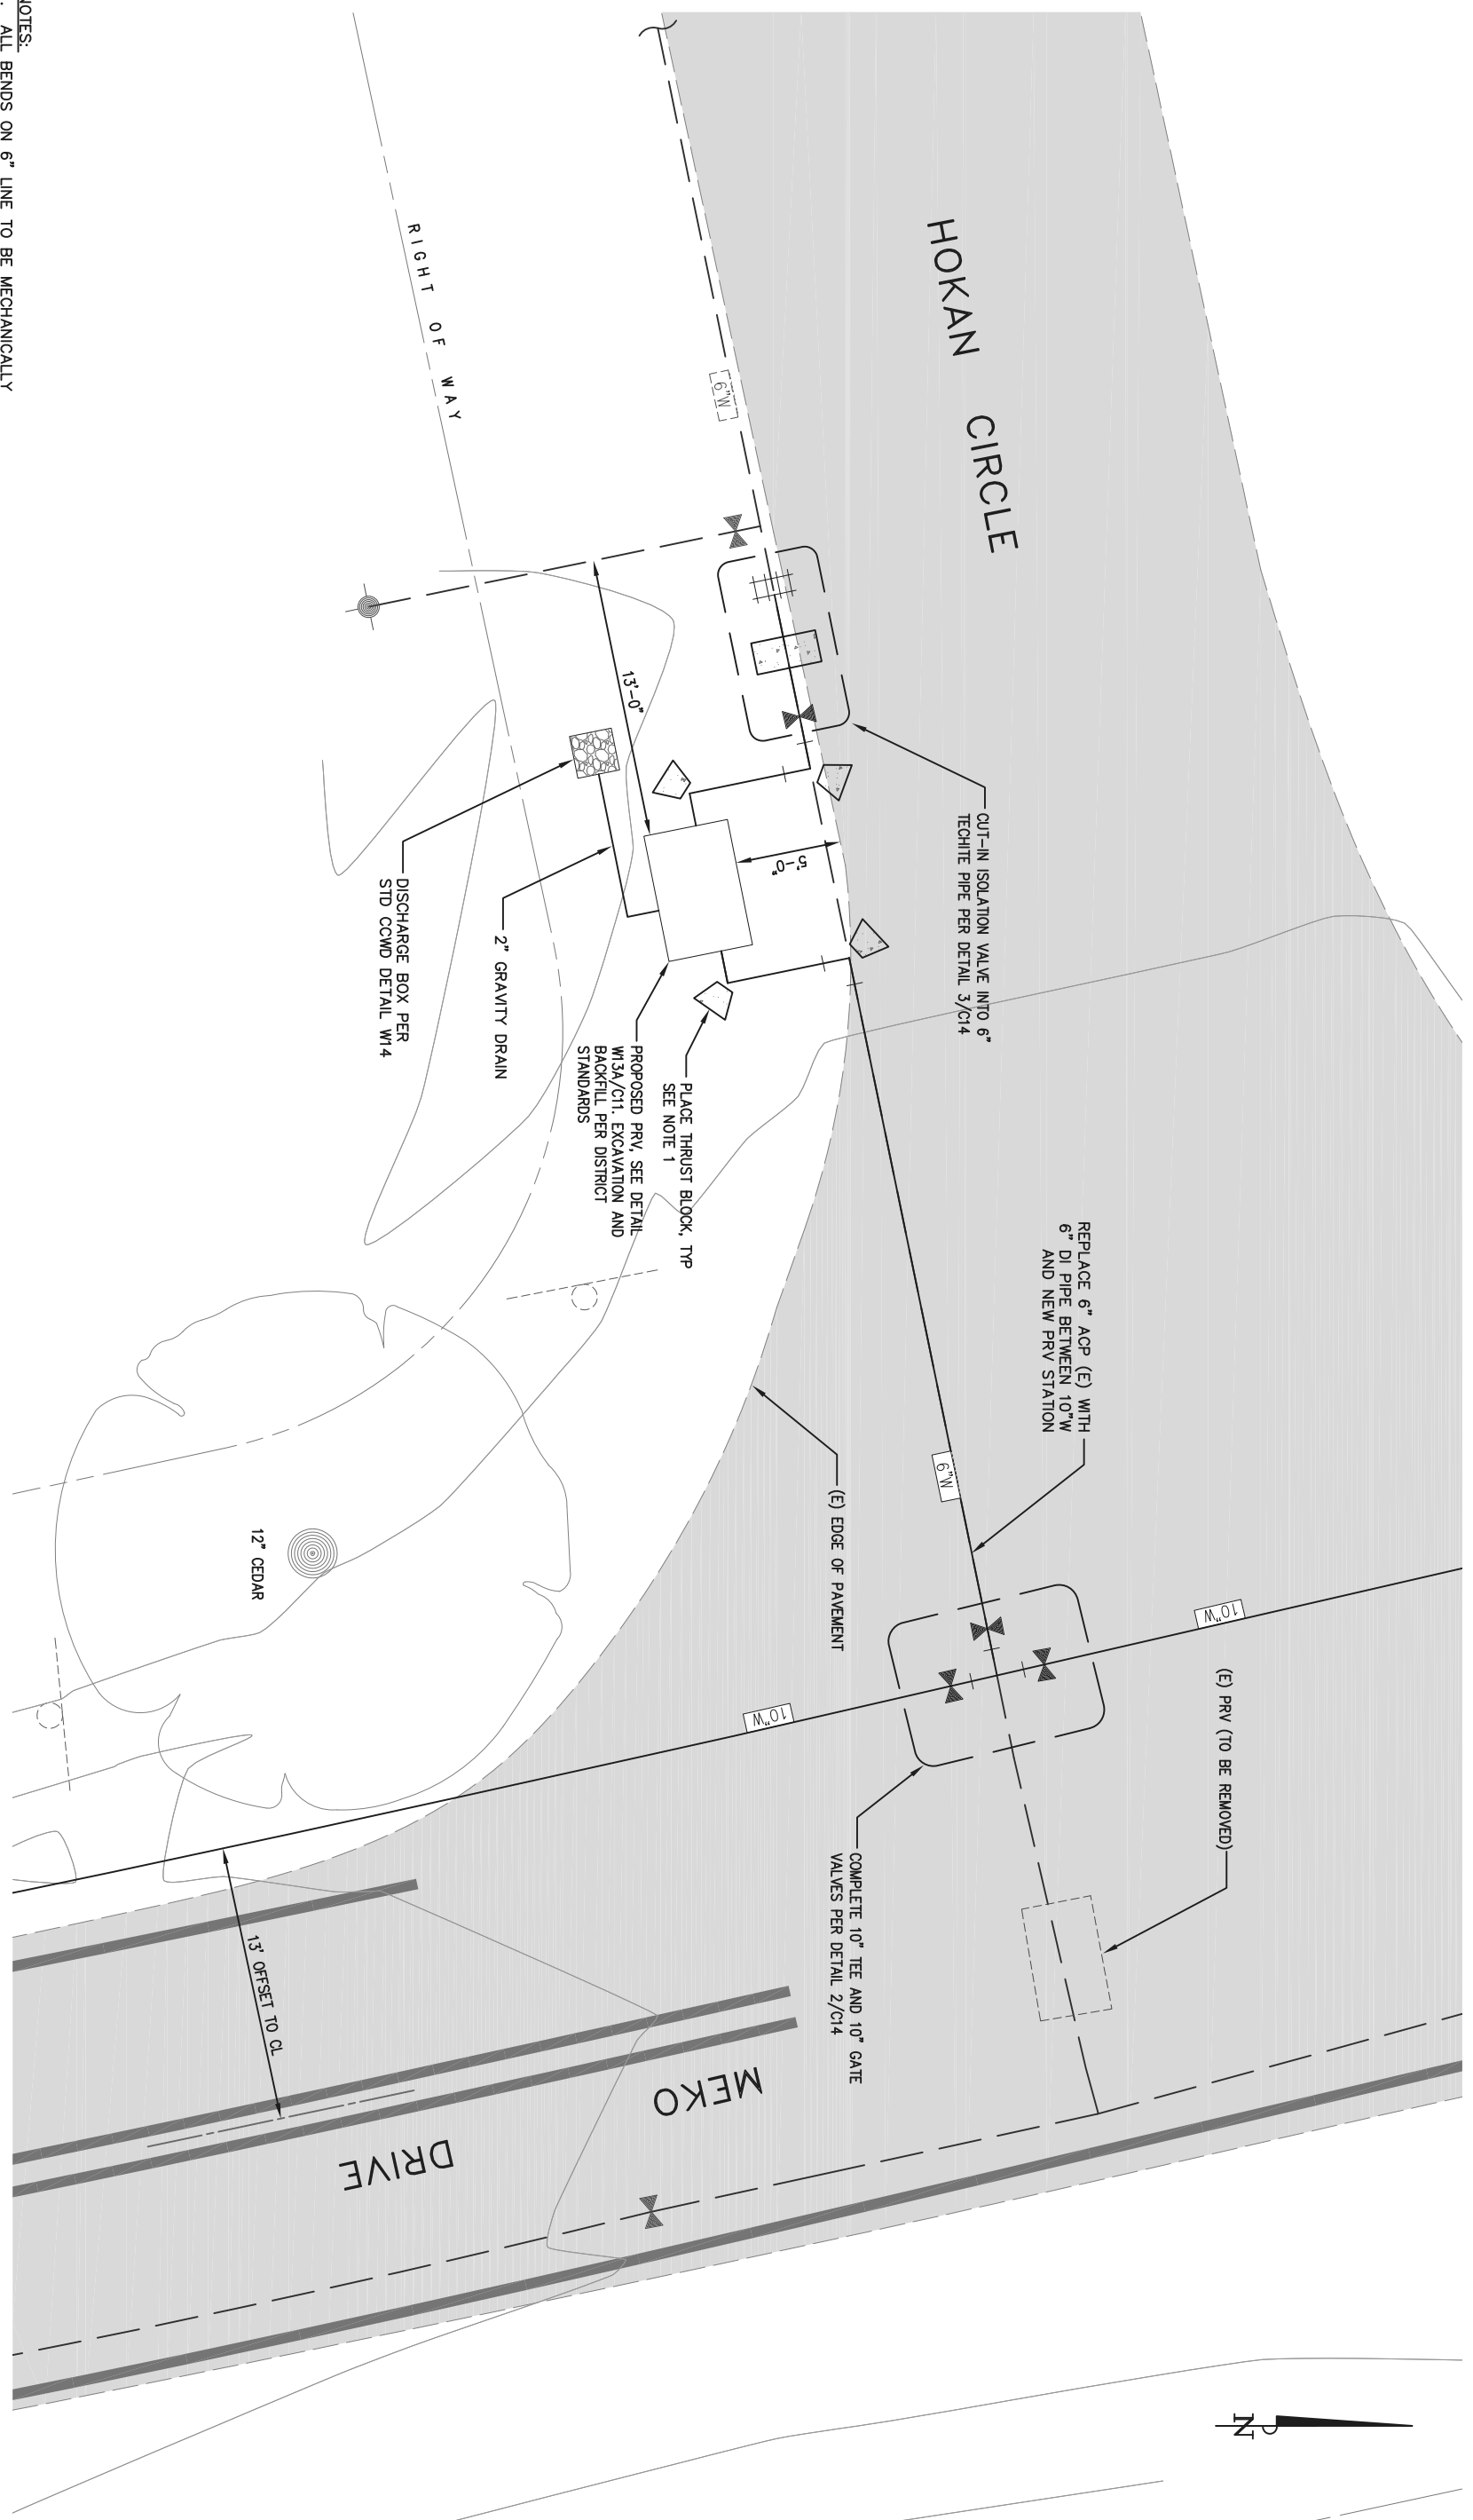 HOKAN CIRCLE
RIGHT OF WAY
6"W
13'-0"
5'-0"
CUT-IN ISOLATION VALVE INTO 6"
TECHITE PIPE PER DETAIL 3/C14
DISCHARGE BOX PER
STD CCWD DETAIL W14
2" GRAVITY DRAIN
PROPOSED PRV, SEE DETAIL
W13A/C11. EXCAVATION AND
BACKFILL PER DISTRICT
STANDARDS
PLACE THRUST BLOCK, TYP
SEE NOTE 1
REPLACE 6" ACP (E) WITH
6" DI PIPE BETWEEN 10"W
AND NEW PRV STATION
6"W
(E) EDGE OF PAVEMENT
12" CEDAR
10"W
10"W
(E) PRV (TO BE REMOVED)
COMPLETE 10" TEE AND 10" GATE
VALVES PER DETAIL 2/C14
13' OFFSET TO CL
MEKO
DRIVE
N
NOTES:
ALL BENDS ON 6" LINE TO BE MECHANICALLY